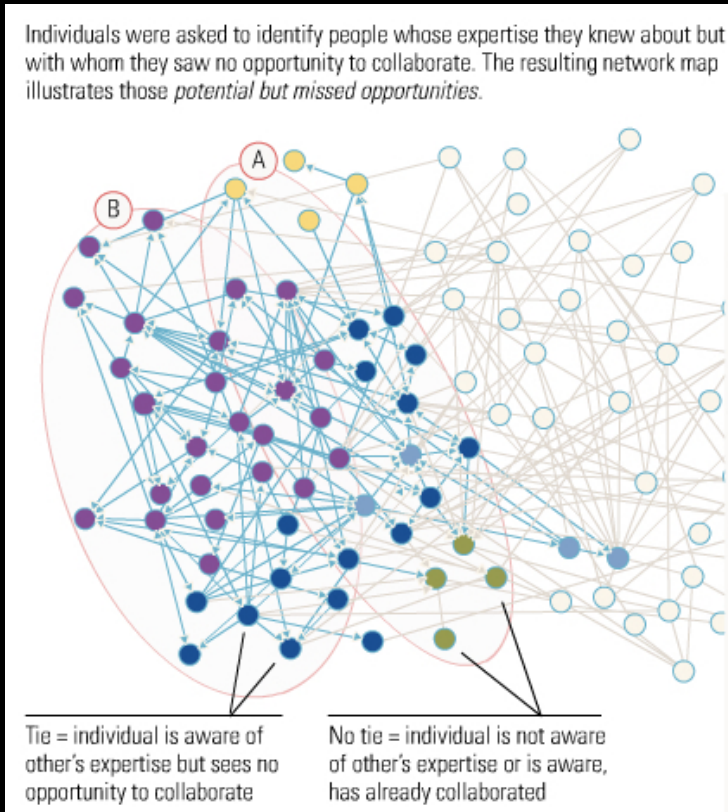 Individuals were asked to identify people whose expertise they knew about but
with whom they saw no opportunity to collaborate. The resulting network map
illustrates those potential but missed opportunities.
A
B
Tie = individual is aware of
other's expertise but sees no
opportunity to collaborate
No tie = individual is not aware
of other's expertise or is aware,
has already collaborated